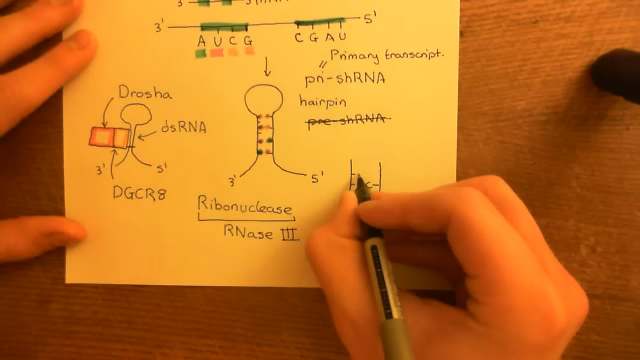 3' 5'
A U C G C G A U
Primary transcript.
pri-shRNA
hairpin
pre-shRNA
Drosha
dsRNA
3' 5'
DGCR8
3' 5'
Ribonuclease
RNase III